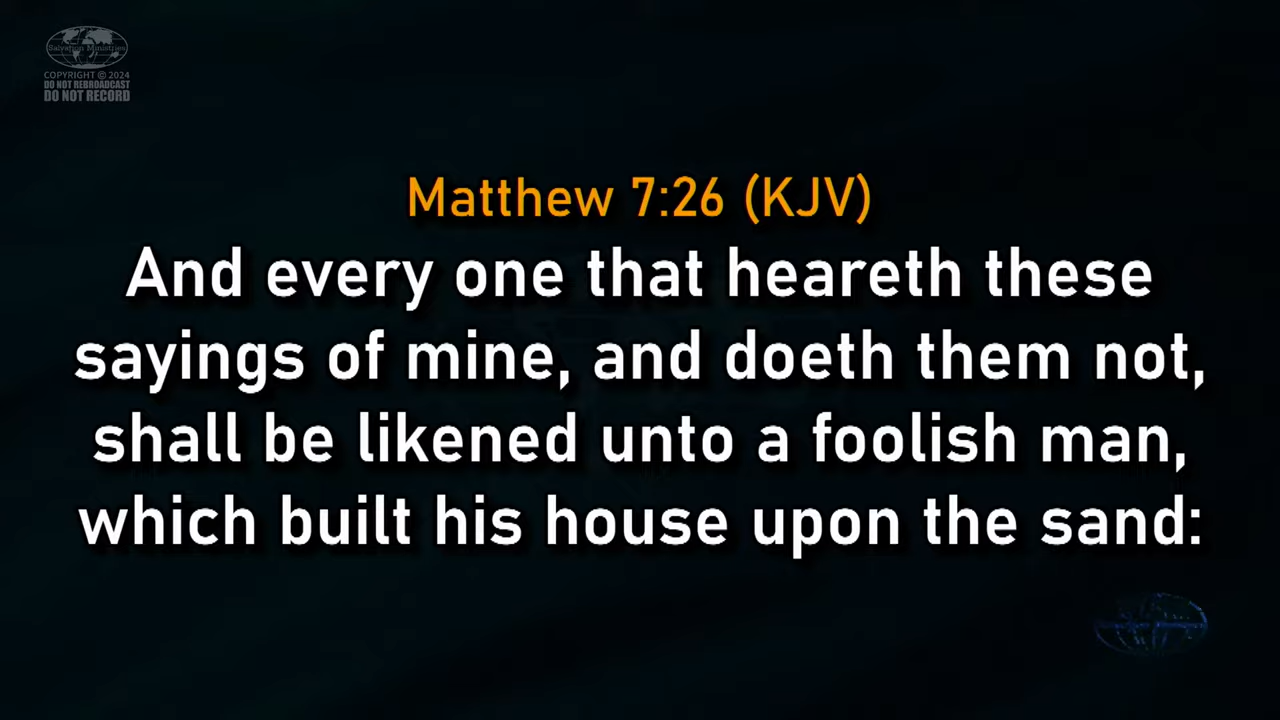 Salvation Ministries
COPYRIGHT © 2024
DO NOT REBROADCAST
DO NOT RECORD
Matthew 7:26 (KJV)
And every one that heareth these
sayings of mine, and doeth them not,
shall be likened unto a foolish man,
which built his house upon the sand: